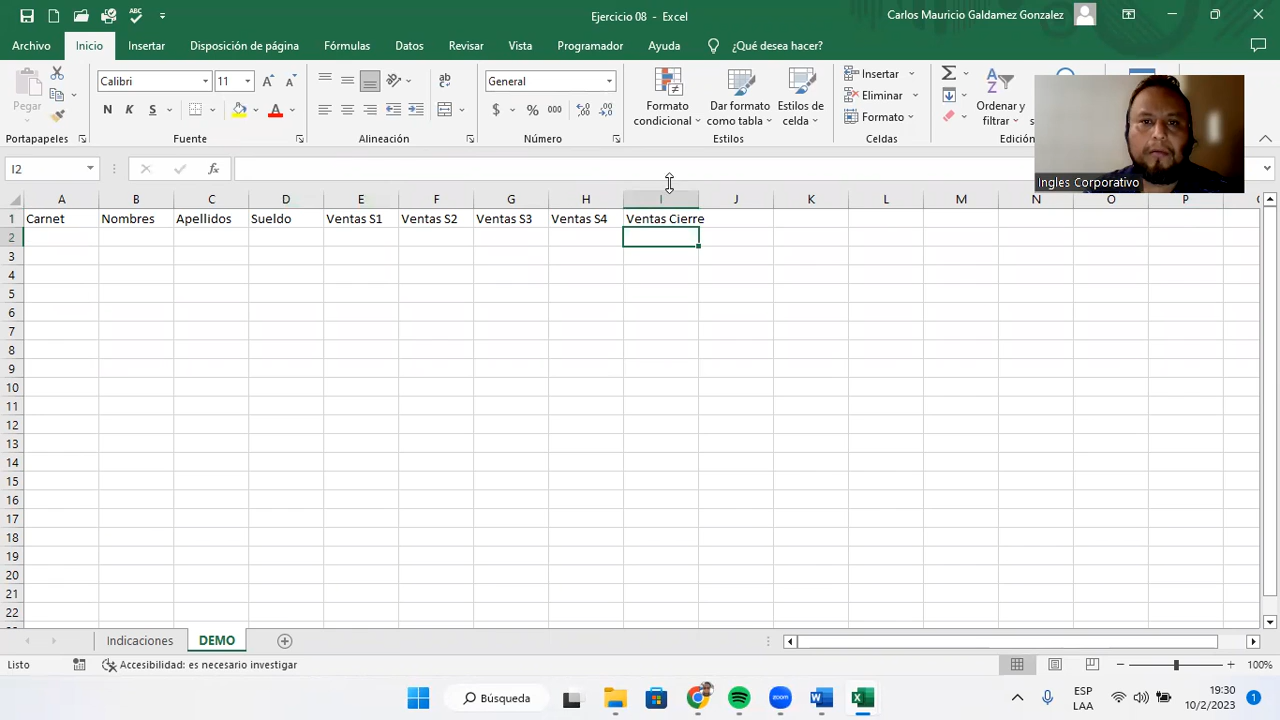 Ejercicio 08 - Excel
Carlos Mauricio Galdamez Gonzalez
Archivo Inicio Insertar Disposición de página Fórmulas Datos Revisar Vista Programador Ayuda ¿Qué desea hacer?
Pegar
Calibri 11
N K S
ab
General
$ % 000
Formato condicional
Dar formato como tabla
Estilos de celda
Insertar
Eliminar
Formato
Ordenar y filtrar
Portapapeles Fuente Alineación Número Estilos Celdas Edición
Ingles Corporativo
I2 fx
A B C D E F G H I J K L M N O P
1 Carnet Nombres Apellidos Sueldo Ventas S1 Ventas S2 Ventas S3 Ventas S4 Ventas Cierre
2
3
4
5
6
7
8
9
10
11
12
13
14
15
16
17
18
19
20
21
22
Indicaciones DEMO
Listo Accesibilidad: es necesario investigar 100%
Búsqueda
ESP
LAA
19:30
10/2/2023
1